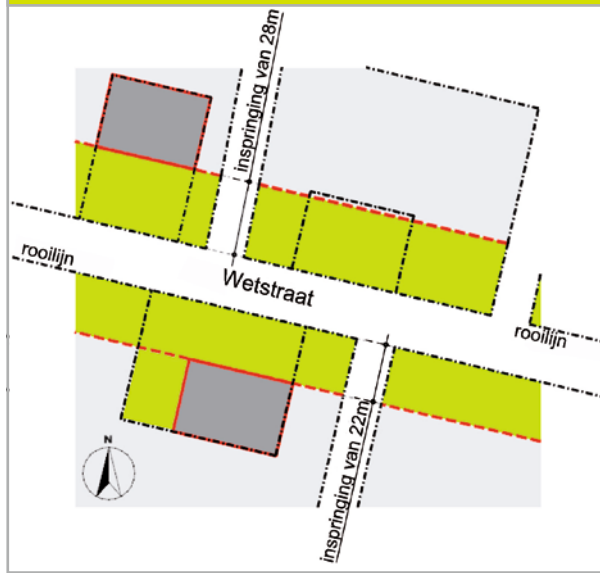 inspringing van 28m
rooilijn
Wetstraat
rooilijn
inspringing van 22m
N